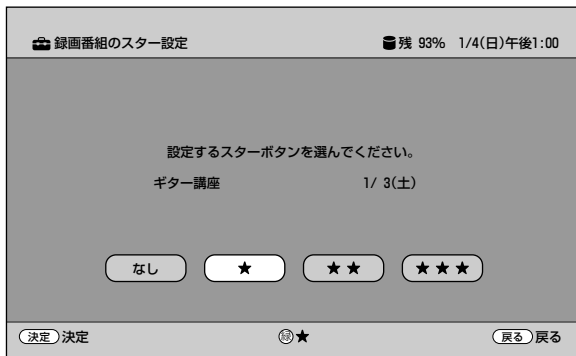 録画番組のスター設定 残 93% 1/4(日)午後1:00
設定するスターボタンを選んでください。
ギター講座 1/ 3(土)
なし ★ ★★ ★★★
決定 決定 緑 ★ 戻る 戻る